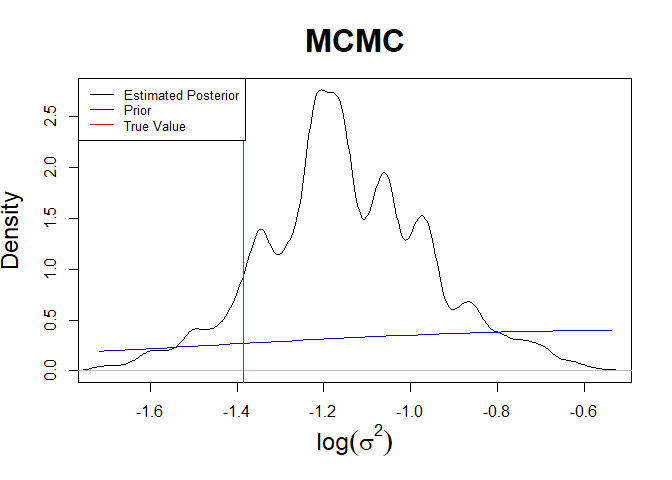 MCMC
Estimated Posterior
Prior
True Value
Density
0.0 0.5 1.0 1.5 2.0 2.5
-1.6 -1.4 -1.2 -1.0 -0.8 -0.6
log(σ²)